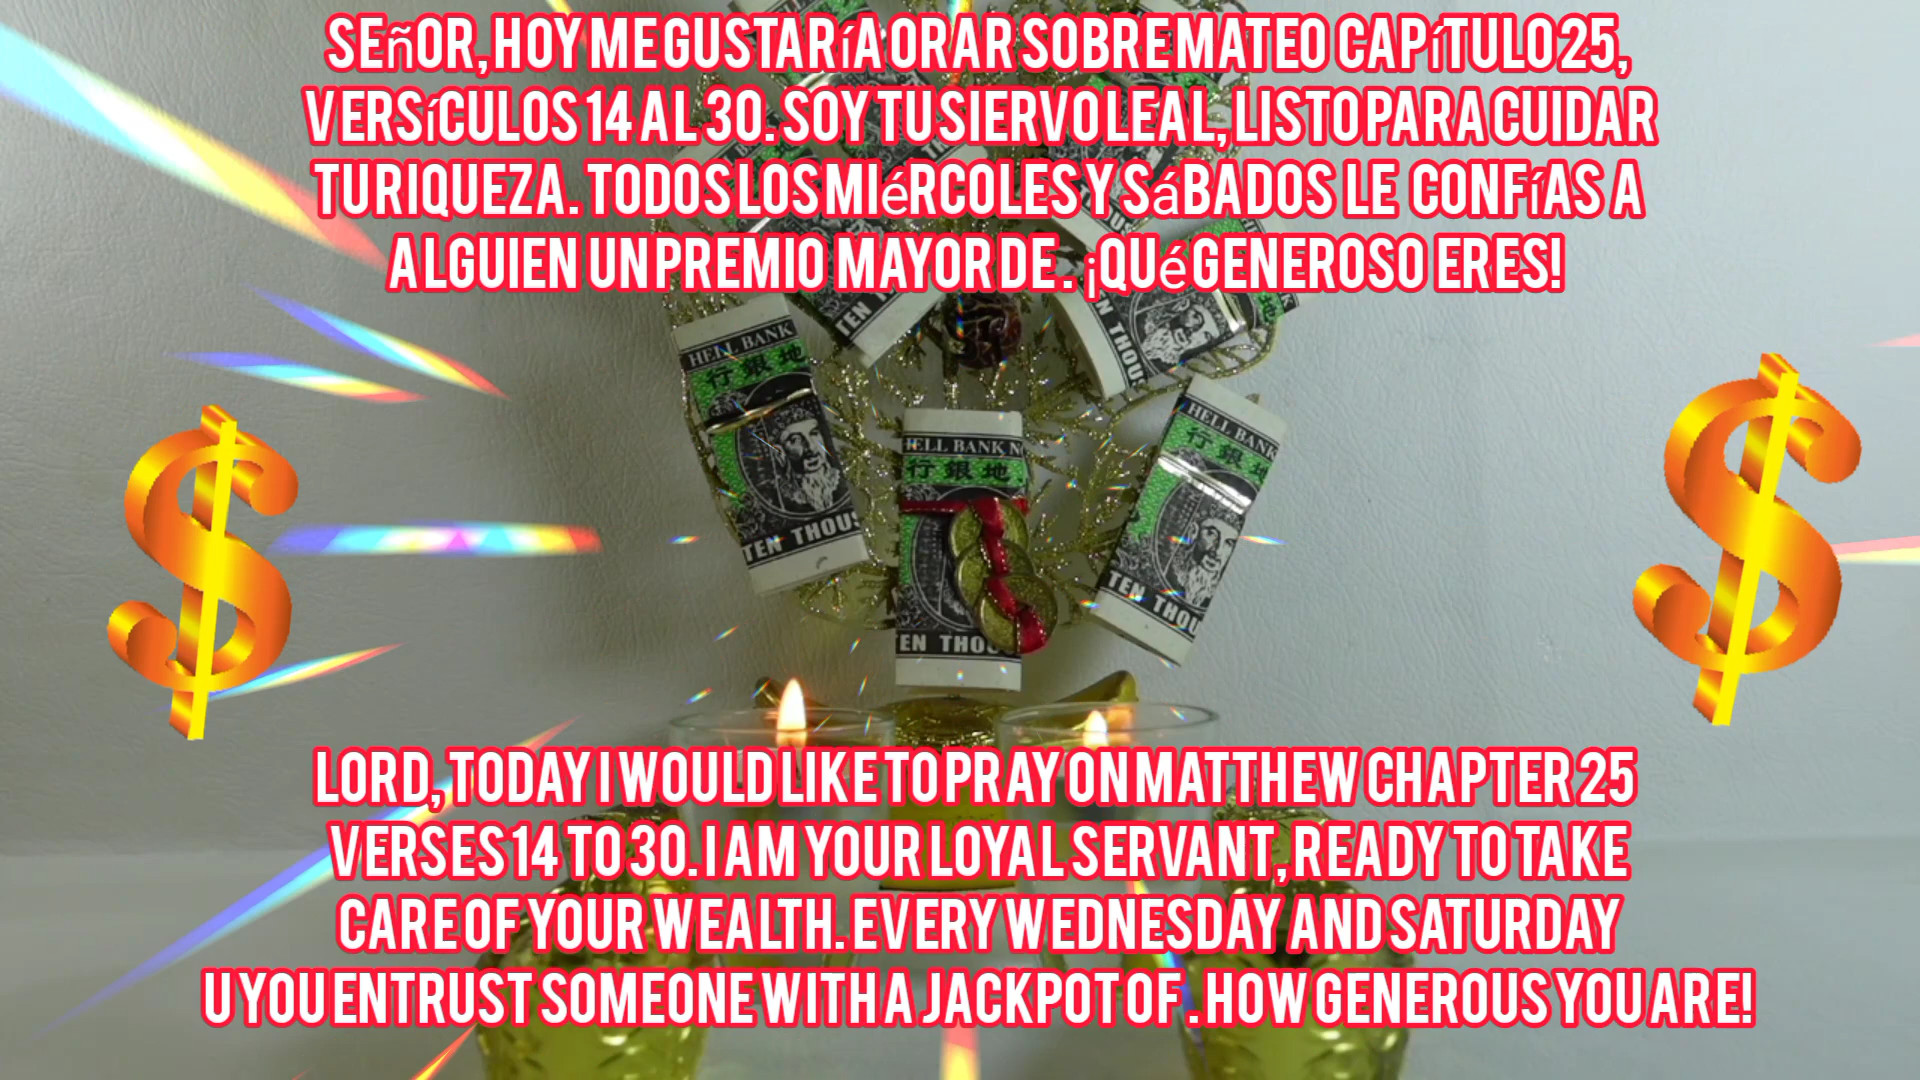 SEñOR, HOY ME GUSTARíA ORAR SOBRE MATEO CAPíTULO 25,
VERSíCULOS 14 AL 30. SOY TU SIERVO LEAL, LISTO PARA CUIDAR
TU RIQUEZA. TODOS LOS MIéRCOLES Y SáBADOS LE CONFíAS A
ALGUIEN UN PREMIO MAYOR DE. ¡QUé GENEROSO ERES!
TEN TH
N THOU
HELL BANK
行 銀 地
TEN THOUS
HELL BANK N
行 銀 地
EN THO
HELL BANK
行 銀 地
TEN THOU
LORD, TODAY I WOULD LIKE TO PRAY ON MATTHEW CHAPTER 25
VERSES 14 TO 30. I AM YOUR LOYAL SERVANT, READY TO TAKE
CARE OF YOUR WEALTH. EVERY WEDNESDAY AND SATURDAY
U YOU ENTRUST SOMEONE WITH A JACKPOT OF . HOW GENEROUS YOU ARE!